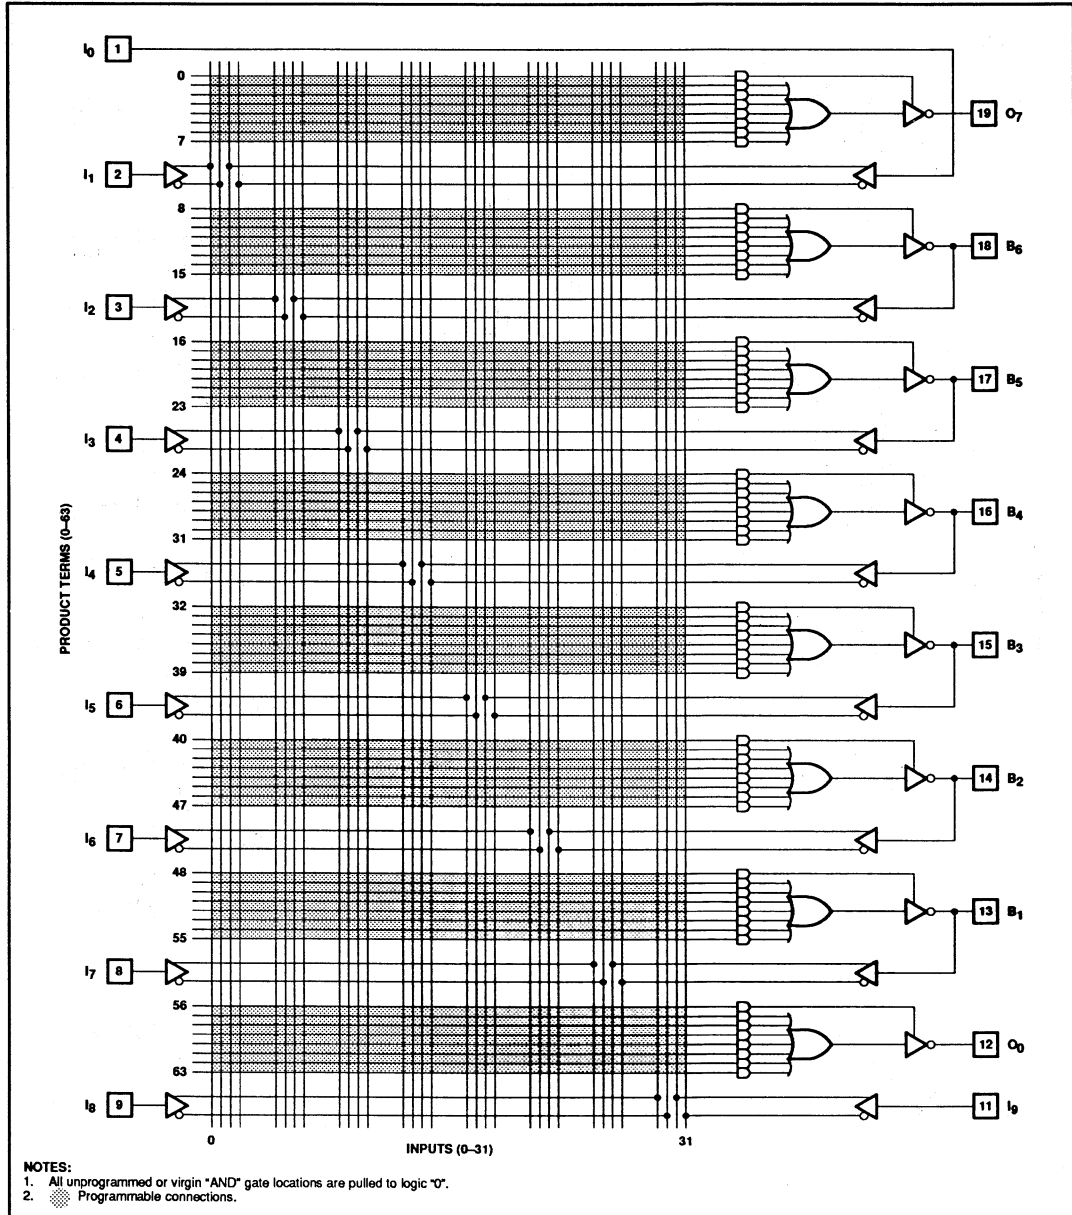 I0 1
0
19 O7
7
I1 2
8
18 B6
15
I2 3
16
17 B5
23
I3 4
24
16 B4
31
I4 5
PRODUCT TERMS (0–63)
32
15 B3
39
I5 6
40
14 B2
47
I6 7
48
13 B1
55
I7 8
56
12 O0
63
I8 9
11 I9
0 31
INPUTS (0–31)
NOTES:
1. All unprogrammed or virgin "AND" gate locations are pulled to logic "0".
2. Programmable connections.